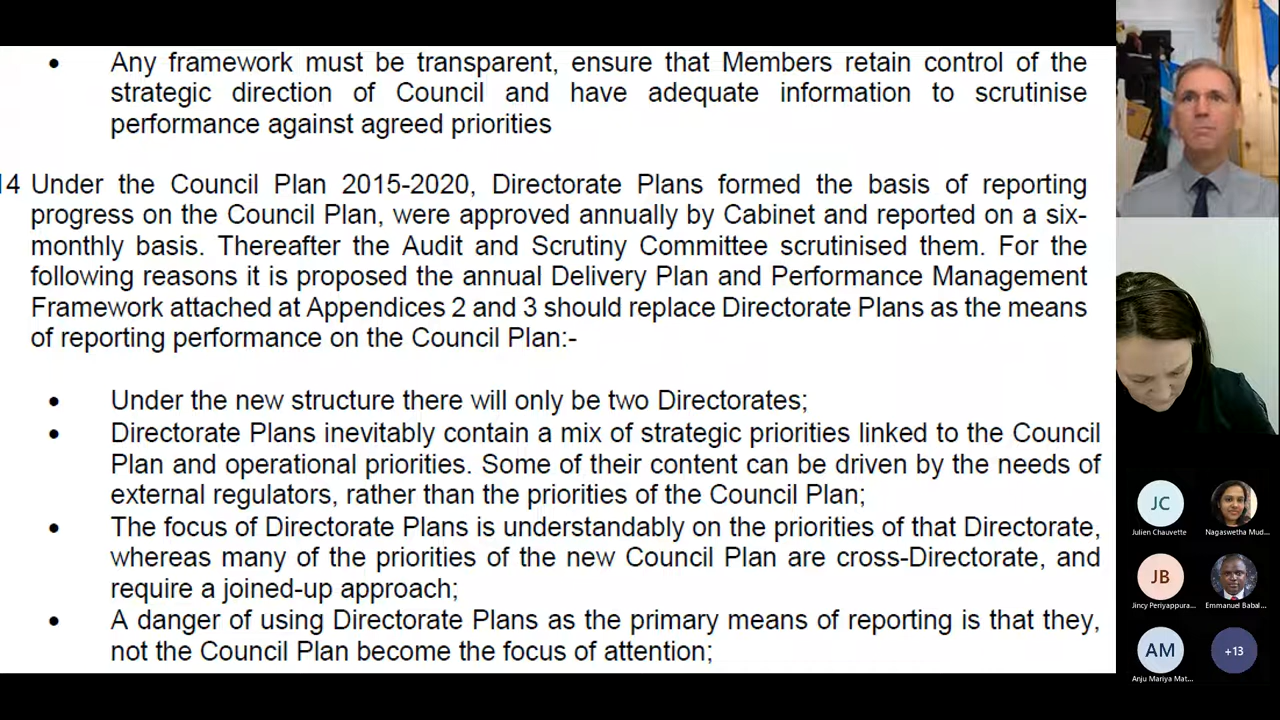 • Any framework must be transparent, ensure that Members retain control of the
strategic direction of Council and have adequate information to scrutinise
performance against agreed priorities
14 Under the Council Plan 2015-2020, Directorate Plans formed the basis of reporting
progress on the Council Plan, were approved annually by Cabinet and reported on a six-
monthly basis. Thereafter the Audit and Scrutiny Committee scrutinised them. For the
following reasons it is proposed the annual Delivery Plan and Performance Management
Framework attached at Appendices 2 and 3 should replace Directorate Plans as the means
of reporting performance on the Council Plan:-
• Under the new structure there will only be two Directorates;
• Directorate Plans inevitably contain a mix of strategic priorities linked to the Council
Plan and operational priorities. Some of their content can be driven by the needs of
external regulators, rather than the priorities of the Council Plan;
• The focus of Directorate Plans is understandably on the priorities of that Directorate,
whereas many of the priorities of the new Council Plan are cross-Directorate, and
require a joined-up approach;
• A danger of using Directorate Plans as the primary means of reporting is that they,
not the Council Plan become the focus of attention;
JC
Julien Chauvette
Nagaswetha Mud...
JB
Jincy Periyappura...
Emmanuel Babal...
AM
Anju Mariya Mat...
+13